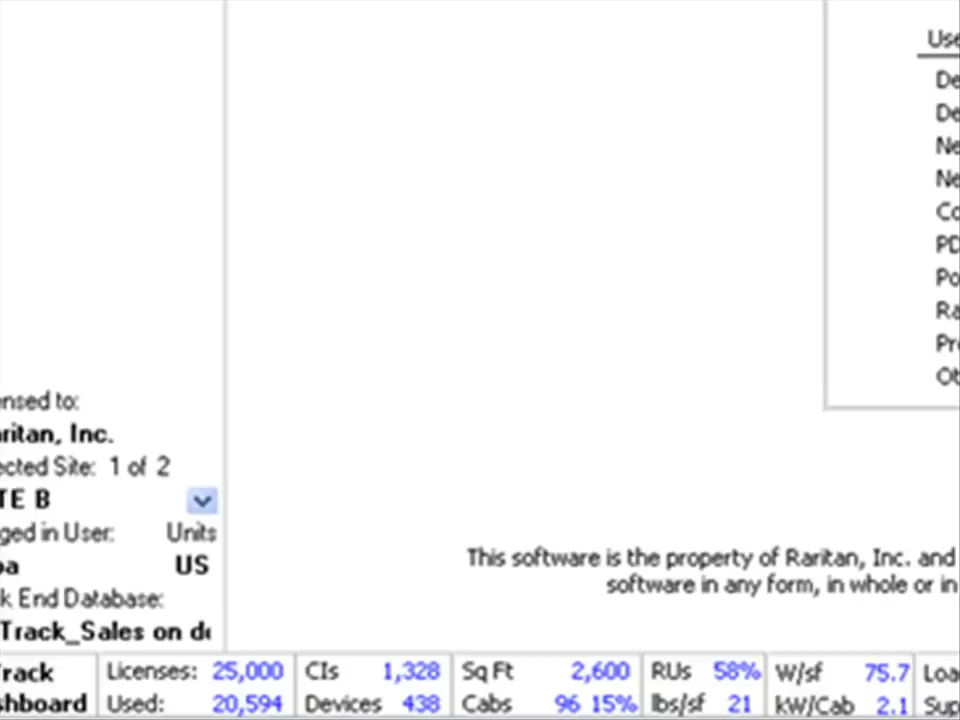 Use
De
De
Ne
Ne
Co
PD
Po
Ra
Pr
Ot
ensed to:
aritan, Inc.
ected Site: 1 of 2
TE B
ged in User: Units
oa US
k End Database:
Track_Sales on de
This software is the property of Raritan, Inc. and
software in any form, in whole or in
rack Licenses: 25,000 CIs 1,328 Sq Ft 2,600 RUs 58% W/sf 75.7 Loa
shboard Used: 20,594 Devices 438 Cabs 96 15% lbs/sf 21 kW/Cab 2.1 Sup